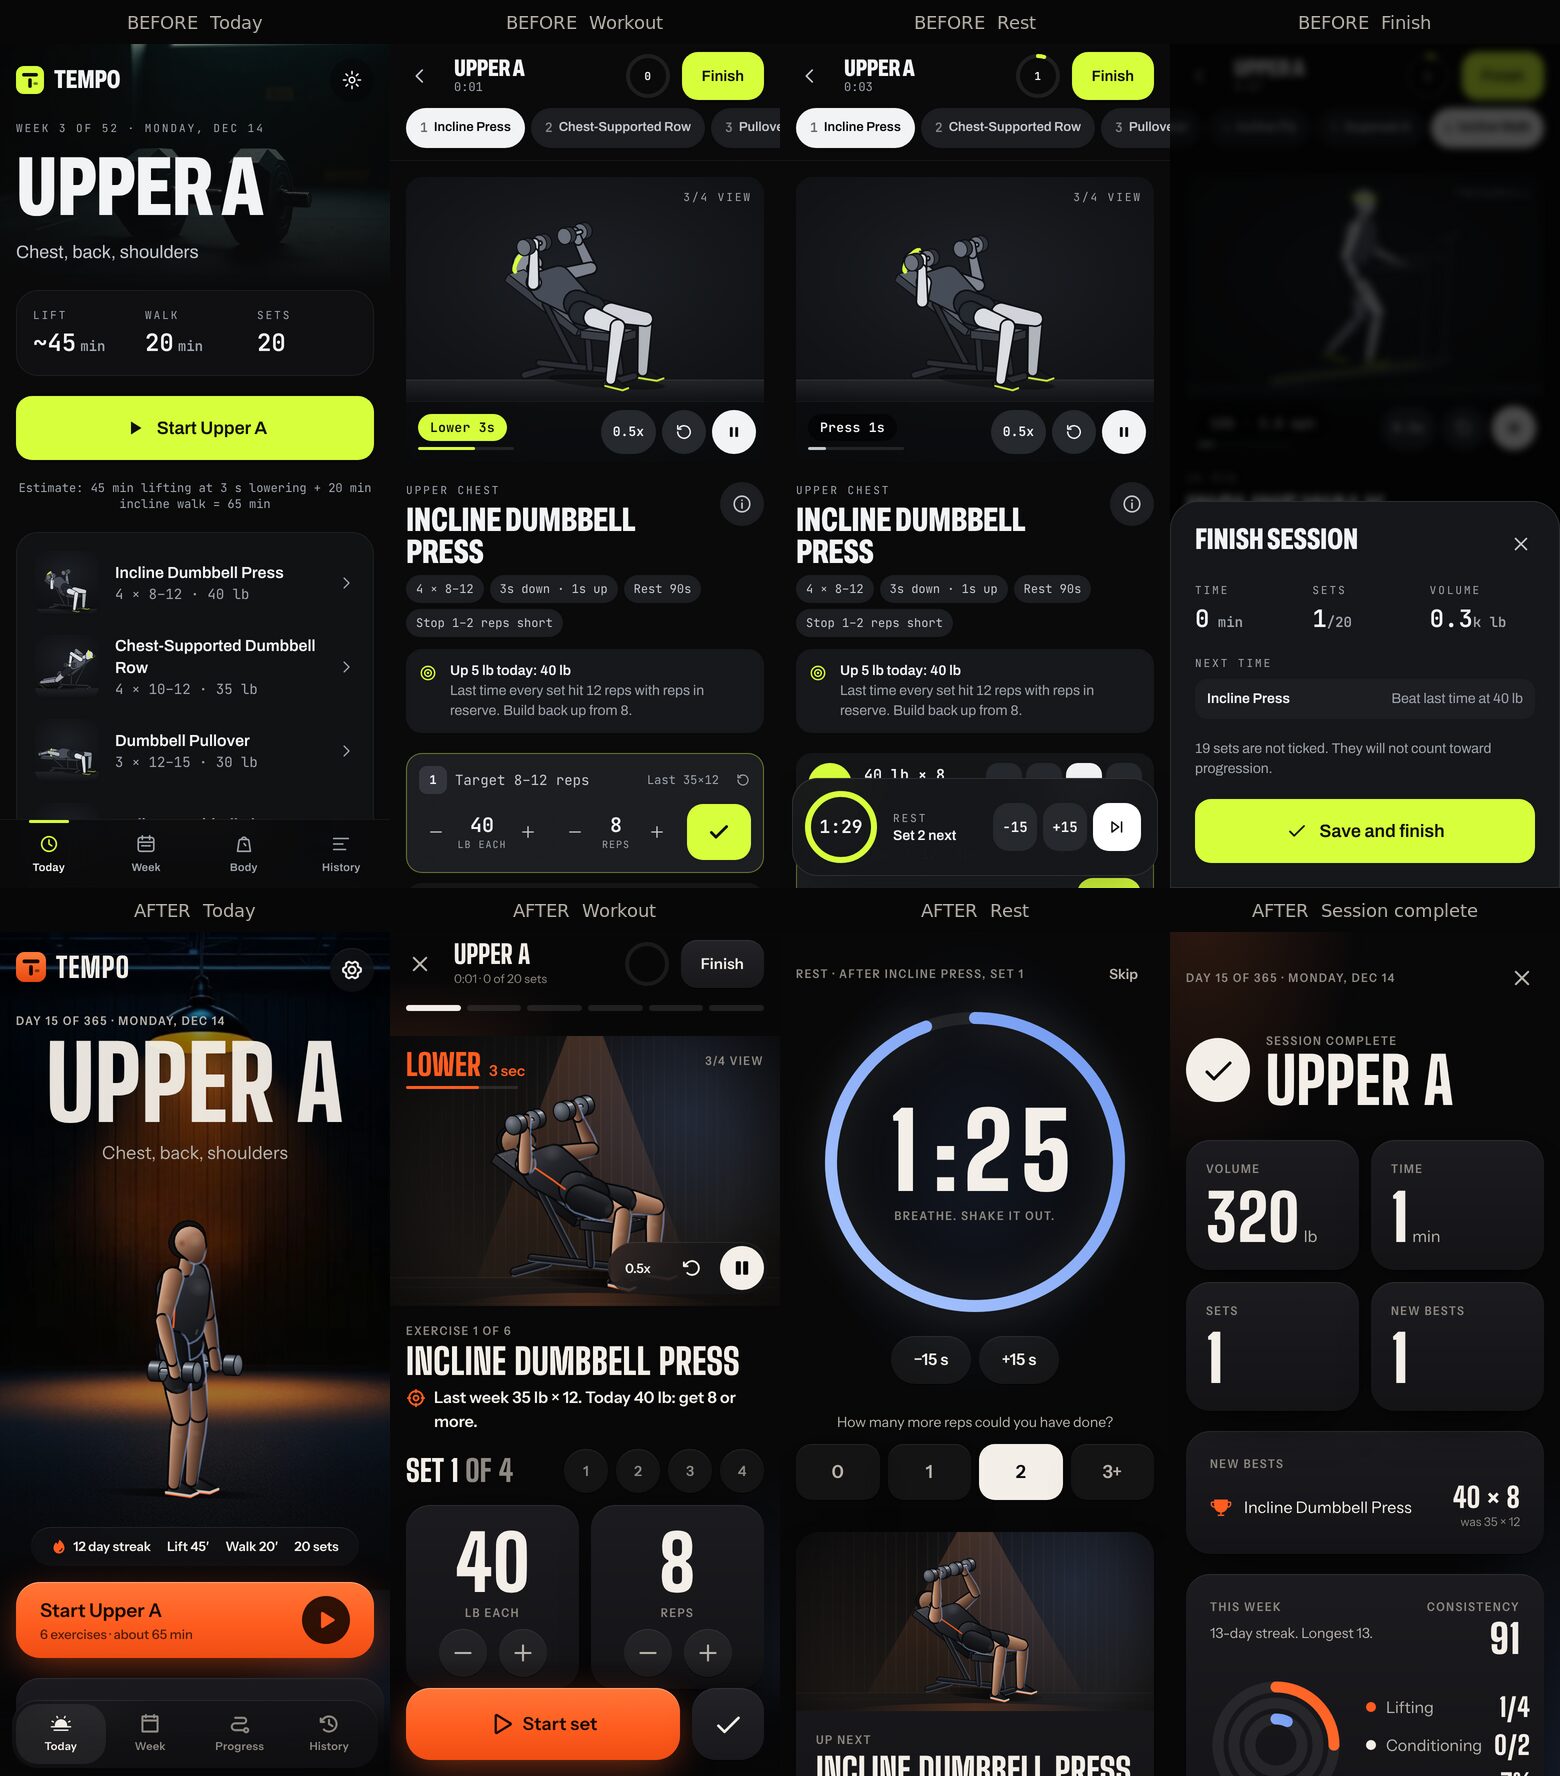 BEFORE Today
TEMPO
WEEK 3 OF 52 · MONDAY, DEC 14
UPPER A
Chest, back, shoulders
LIFT
WALK
SETS
~45 min
20 min
20
Start Upper A
Estimate: 45 min lifting at 3 s lowering + 20 min
incline walk = 65 min
Incline Dumbbell Press
4 × 8–12 · 40 lb
Chest-Supported Dumbbell
Row
4 × 10–12 · 35 lb
Dumbbell Pullover
3 × 12–15 · 30 lb
Today
Week
Body
History
BEFORE Workout
UPPER A
0:01
0
Finish
1 Incline Press
2 Chest-Supported Row
3 Pullove
3/4 VIEW
Lower 3s
0.5x
UPPER CHEST
INCLINE DUMBBELL
PRESS
4 × 8–12
3s down · 1s up
Rest 90s
Stop 1–2 reps short
Up 5 lb today: 40 lb
Last time every set hit 12 reps with reps in
reserve. Build back up from 8.
1 Target 8–12 reps
Last 35×12
40
LB EACH
8
REPS
BEFORE Rest
UPPER A
0:03
1
Finish
1 Incline Press
2 Chest-Supported Row
3 Pullove
3/4 VIEW
Press 1s
0.5x
UPPER CHEST
INCLINE DUMBBELL
PRESS
4 × 8–12
3s down · 1s up
Rest 90s
Stop 1–2 reps short
Up 5 lb today: 40 lb
Last time every set hit 12 reps with reps in
reserve. Build back up from 8.
40 lb × 8
1:29
REST
Set 2 next
-15
+15
BEFORE Finish
FINISH SESSION
TIME
SETS
VOLUME
0 min
1/20
0.3k lb
NEXT TIME
Incline Press
Beat last time at 40 lb
19 sets are not ticked. They will not count toward
progression.
Save and finish
AFTER Today
TEMPO
DAY 15 OF 365 · MONDAY, DEC 14
UPPER A
Chest, back, shoulders
12 day streak
Lift 45′
Walk 20′
20 sets
Start Upper A
6 exercises · about 65 min
Today
Week
Progress
History
AFTER Workout
UPPER A
0:01 · 0 of 20 sets
Finish
LOWER 3 sec
3/4 VIEW
0.5x
EXERCISE 1 OF 6
INCLINE DUMBBELL PRESS
Last week 35 lb × 12. Today 40 lb: get 8 or
more.
SET 1 OF 4
1
2
3
4
40
LB EACH
8
REPS
Start set
AFTER Rest
REST · AFTER INCLINE PRESS, SET 1
Skip
1:25
BREATHE. SHAKE IT OUT.
−15 s
+15 s
How many more reps could you have done?
0
1
2
3+
UP NEXT
INCLINE DUMBBELL PRESS
AFTER Session complete
DAY 15 OF 365 · MONDAY, DEC 14
SESSION COMPLETE
UPPER A
VOLUME
320 lb
TIME
1 min
SETS
1
NEW BESTS
1
NEW BESTS
Incline Dumbbell Press
40 × 8
was 35 × 12
THIS WEEK
13-day streak. Longest 13.
CONSISTENCY
91
Lifting
1/4
Conditioning
0/2